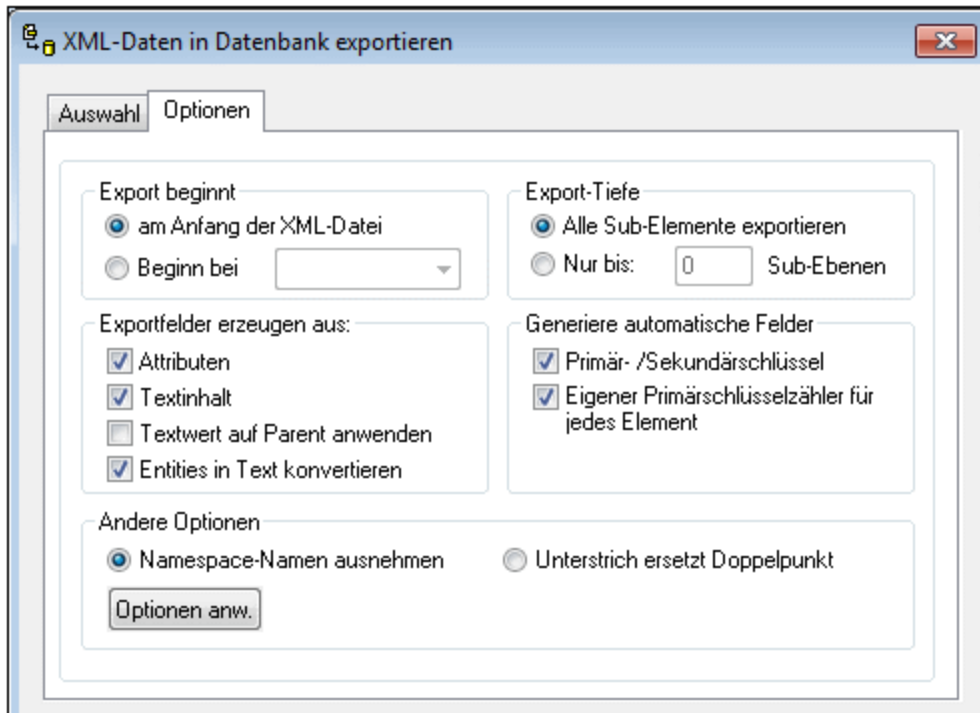 XML-Daten in Datenbank exportieren
Auswahl
Optionen
Export beginnt
am Anfang der XML-Datei
Beginn bei
Export-Tiefe
Alle Sub-Elemente exportieren
Nur bis: 0 Sub-Ebenen
Exportfelder erzeugen aus:
Attributen
Textinhalt
Textwert auf Parent anwenden
Entities in Text konvertieren
Generiere automatische Felder
Primär- /Sekundärschlüssel
Eigener Primärschlüsselzähler für
jedes Element
Andere Optionen
Namespace-Namen ausnehmen
Unterstrich ersetzt Doppelpunkt
Optionen anw.